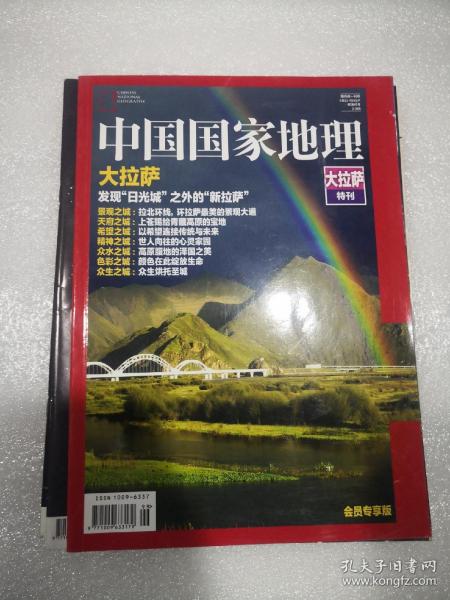 CHINESE
NATIONAL
GEOGRAPHY
中国国家地理
大拉萨
发现“日光城”之外的“新拉萨”
大拉萨
特刊
景观之城：拉北环线，环拉萨最美的景观大道
天府之城：上苍赐给青藏高原的宝地
希望之城：以希望连接传统与未来
精神之城：世人向往的心灵家园
众水之城：高原腹地的泽国之美
色彩之城：颜色在此绽放生命
众生之城：众生烘托圣城
ISSN 1009-6337
9 771009 633179
会员专享版
孔夫子旧书网
www.kongfz.com